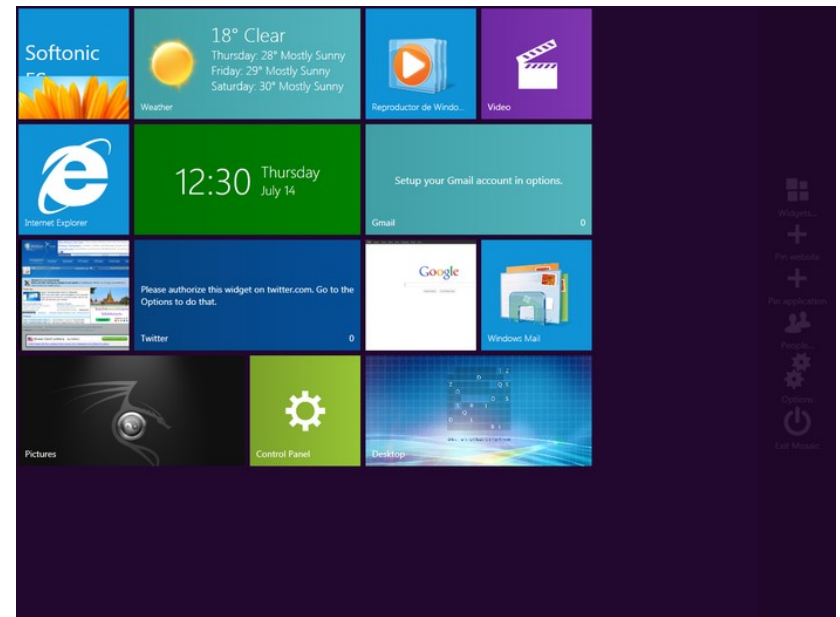 Softonic
ES
18° Clear
Thursday: 28° Mostly Sunny
Friday: 29° Mostly Sunny
Saturday: 30° Mostly Sunny
Weather
Reproductor de Windo...
Video
Internet Explorer
12:30
Thursday
July 14
Setup your Gmail account in options.
Gmail
0
Please authorize this widget on twitter.com. Go to the
Options to do that.
Twitter
0
Google
Windows Mail
Pictures
Control Panel
Desktop
Widgets...
Pin website
Pin application
People...
Options
Exit Mosaic